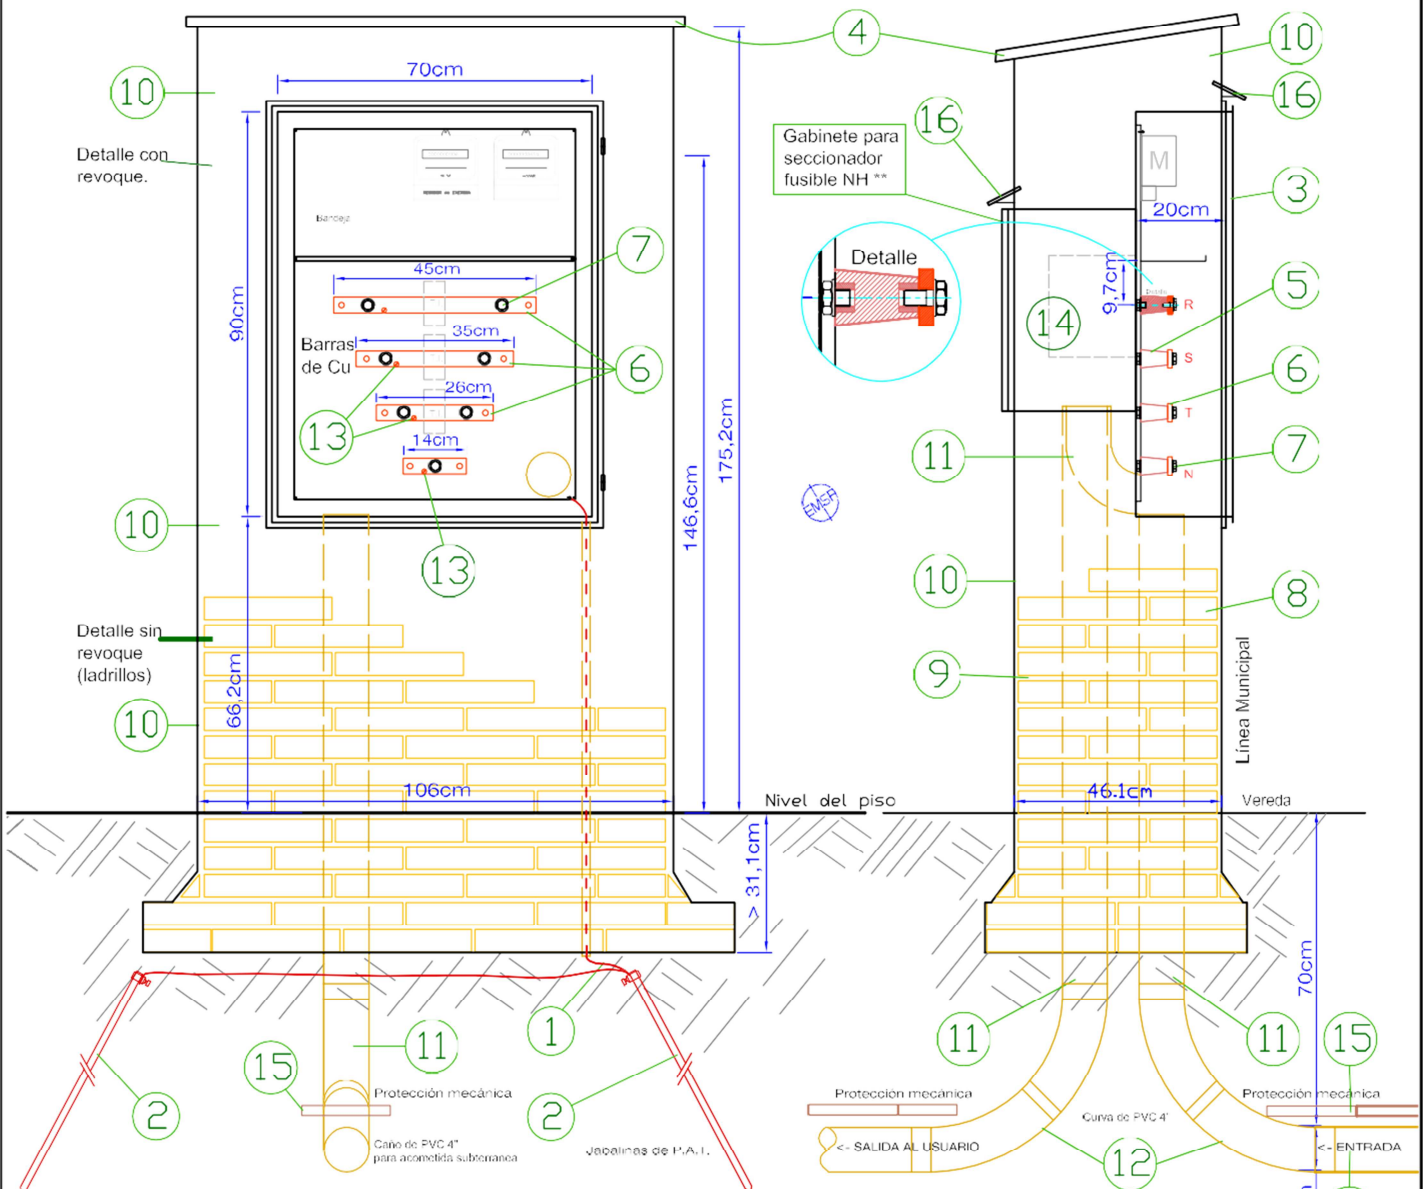 4
10
70cm
10
16
16
Detalle con
revoque.
Gabinete para
seccionador
fusible NH **
M
3
20cm
Bandeja
7
45cm
Detalle
9,7cm
5
R
14
90cm
35cm
Barras
de Cu
S
6
6
26cm
175,2cm
T
13
14cm
11
7
N
146,6cm
10
EMSA
13
10
8
Detalle sin
revoque
(ladrillos)
66,2cm
9
Línea Municipal
10
106cm
46.1cm
Nivel del piso
Vereda
> 31,1cm
70cm
1
11
11
11
15
15
Protección mecánica
Protección mecánica
Protección mecánica
2
2
Caño de PVC 4"
para acometida subterranea
Jabalinas de P.A.T.
Curva de PVC 4"
<- SALIDA AL USUARIO
<- ENTRADA
12